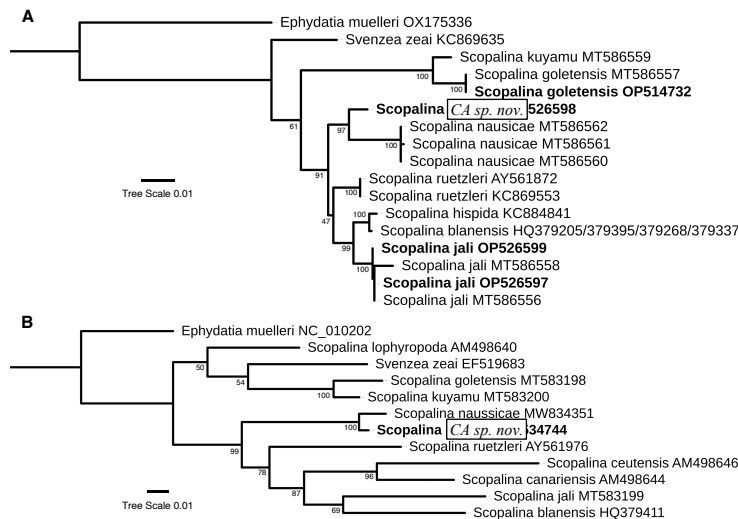 A
Ephydatia muelleri OX175336
Svenzea zeai KC869635
Scopalina kuyamu MT586559
100
Scopalina goletensis MT586557
100
Scopalina goletensis OP514732
Scopalina CA sp. nov. 526598
61
97
Scopalina nausicae MT586562
100
Scopalina nausicae MT586561
Scopalina nausicae MT586560
91
Scopalina ruetzleri AY561872
100
Scopalina ruetzleri KC869553
Tree Scale 0.01
47
100
Scopalina hispida KC884841
Scopalina blanensis HQ379205/379395/379268/379337
99
Scopalina jali OP526599
100
Scopalina jali MT586558
Scopalina jali OP526597
Scopalina jali MT586556
B
Ephydatia muelleri NC_010202
Scopalina lophyropoda AM498640
50
Svenzea zeai EF519683
54
Scopalina goletensis MT583198
100
Scopalina kuyamu MT583200
Scopalina naussicae MW834351
100
Scopalina CA sp. nov. 34744
99
Scopalina ruetzleri AY561976
78
Scopalina ceutensis AM498646
96
Scopalina canariensis AM498644
87
Scopalina jali MT583199
69
Scopalina blanensis HQ379411
Tree Scale 0.01